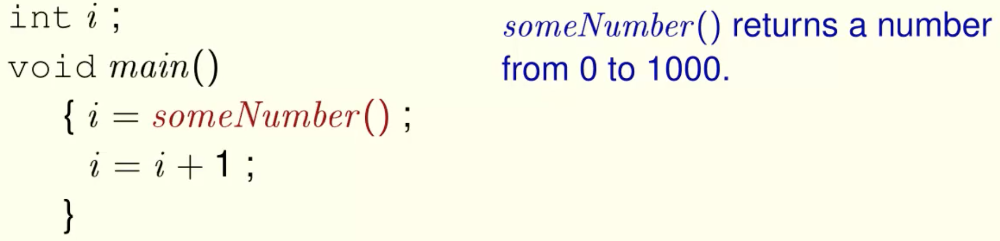 int i ;
void main()
{ i = someNumber() ;
i = i + 1 ;
}
someNumber() returns a number
from 0 to 1000.